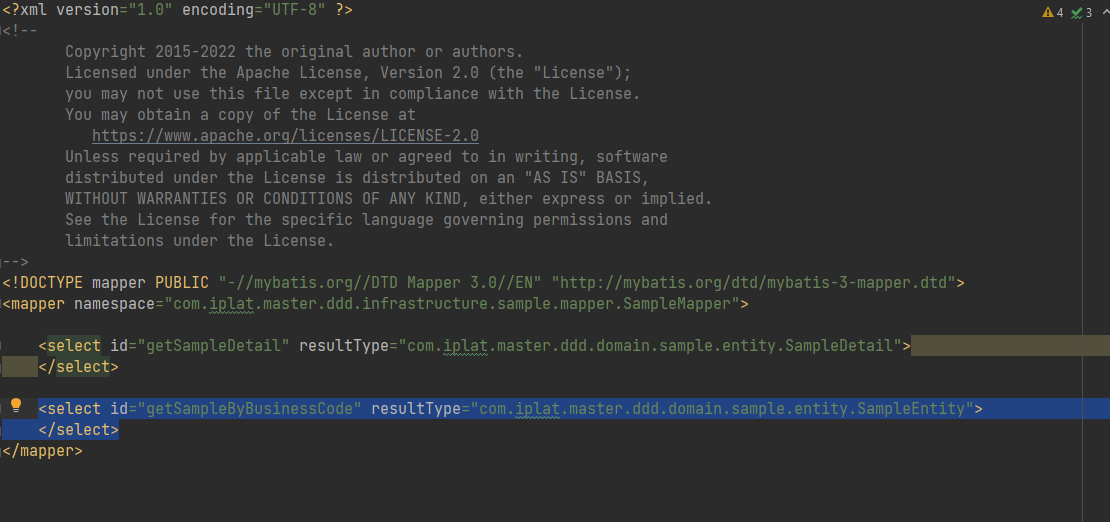 <?xml version="1.0" encoding="UTF-8" ?>
4 3
<!--
Copyright 2015-2022 the original author or authors.
Licensed under the Apache License, Version 2.0 (the "License");
you may not use this file except in compliance with the License.
You may obtain a copy of the License at
https://www.apache.org/licenses/LICENSE-2.0
Unless required by applicable law or agreed to in writing, software
distributed under the License is distributed on an "AS IS" BASIS,
WITHOUT WARRANTIES OR CONDITIONS OF ANY KIND, either express or implied.
See the License for the specific language governing permissions and
limitations under the License.
-->
<!DOCTYPE mapper PUBLIC "-//mybatis.org//DTD Mapper 3.0//EN" "http://mybatis.org/dtd/mybatis-3-mapper.dtd">
<mapper namespace="com.iplat.master.ddd.infrastructure.sample.mapper.SampleMapper">
<select id="getSampleDetail" resultType="com.iplat.master.ddd.domain.sample.entity.SampleDetail">
</select>
<select id="getSampleByBusinessCode" resultType="com.iplat.master.ddd.domain.sample.entity.SampleEntity">
</select>
</mapper>